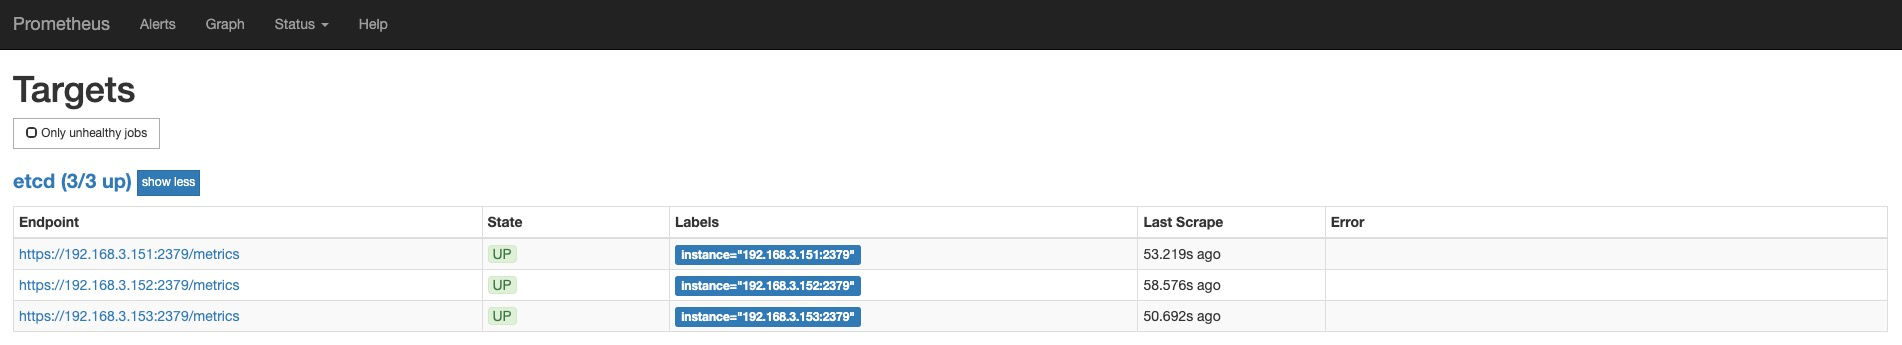 Prometheus Alerts Graph Status Help
Targets
Only unhealthy jobs
etcd (3/3 up) show less
Endpoint State Labels Last Scrape Error
https://192.168.3.151:2379/metrics UP instance="192.168.3.151:2379" 53.219s ago
https://192.168.3.152:2379/metrics UP instance="192.168.3.152:2379" 58.576s ago
https://192.168.3.153:2379/metrics UP instance="192.168.3.153:2379" 50.692s ago